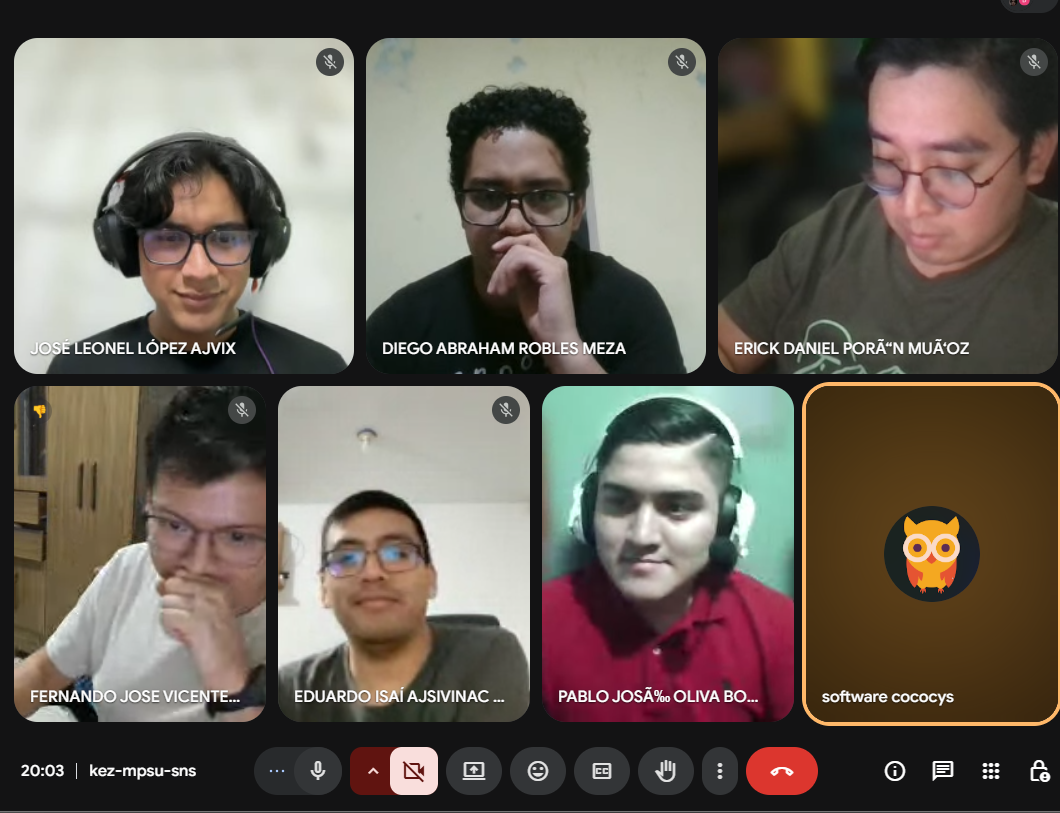 JOSÉ LEONEL LÓPEZ AJVIX
DIEGO ABRAHAM ROBLES MEZA
ERICK DANIEL PORÃ“N MUÃ‘OZ
FERNANDO JOSE VICENTE...
EDUARDO ISAÍ AJSIVINAC ...
PABLO JOSÃ‰ OLIVA BO...
software cococys
20:03 | kez-mpsu-sns
CC